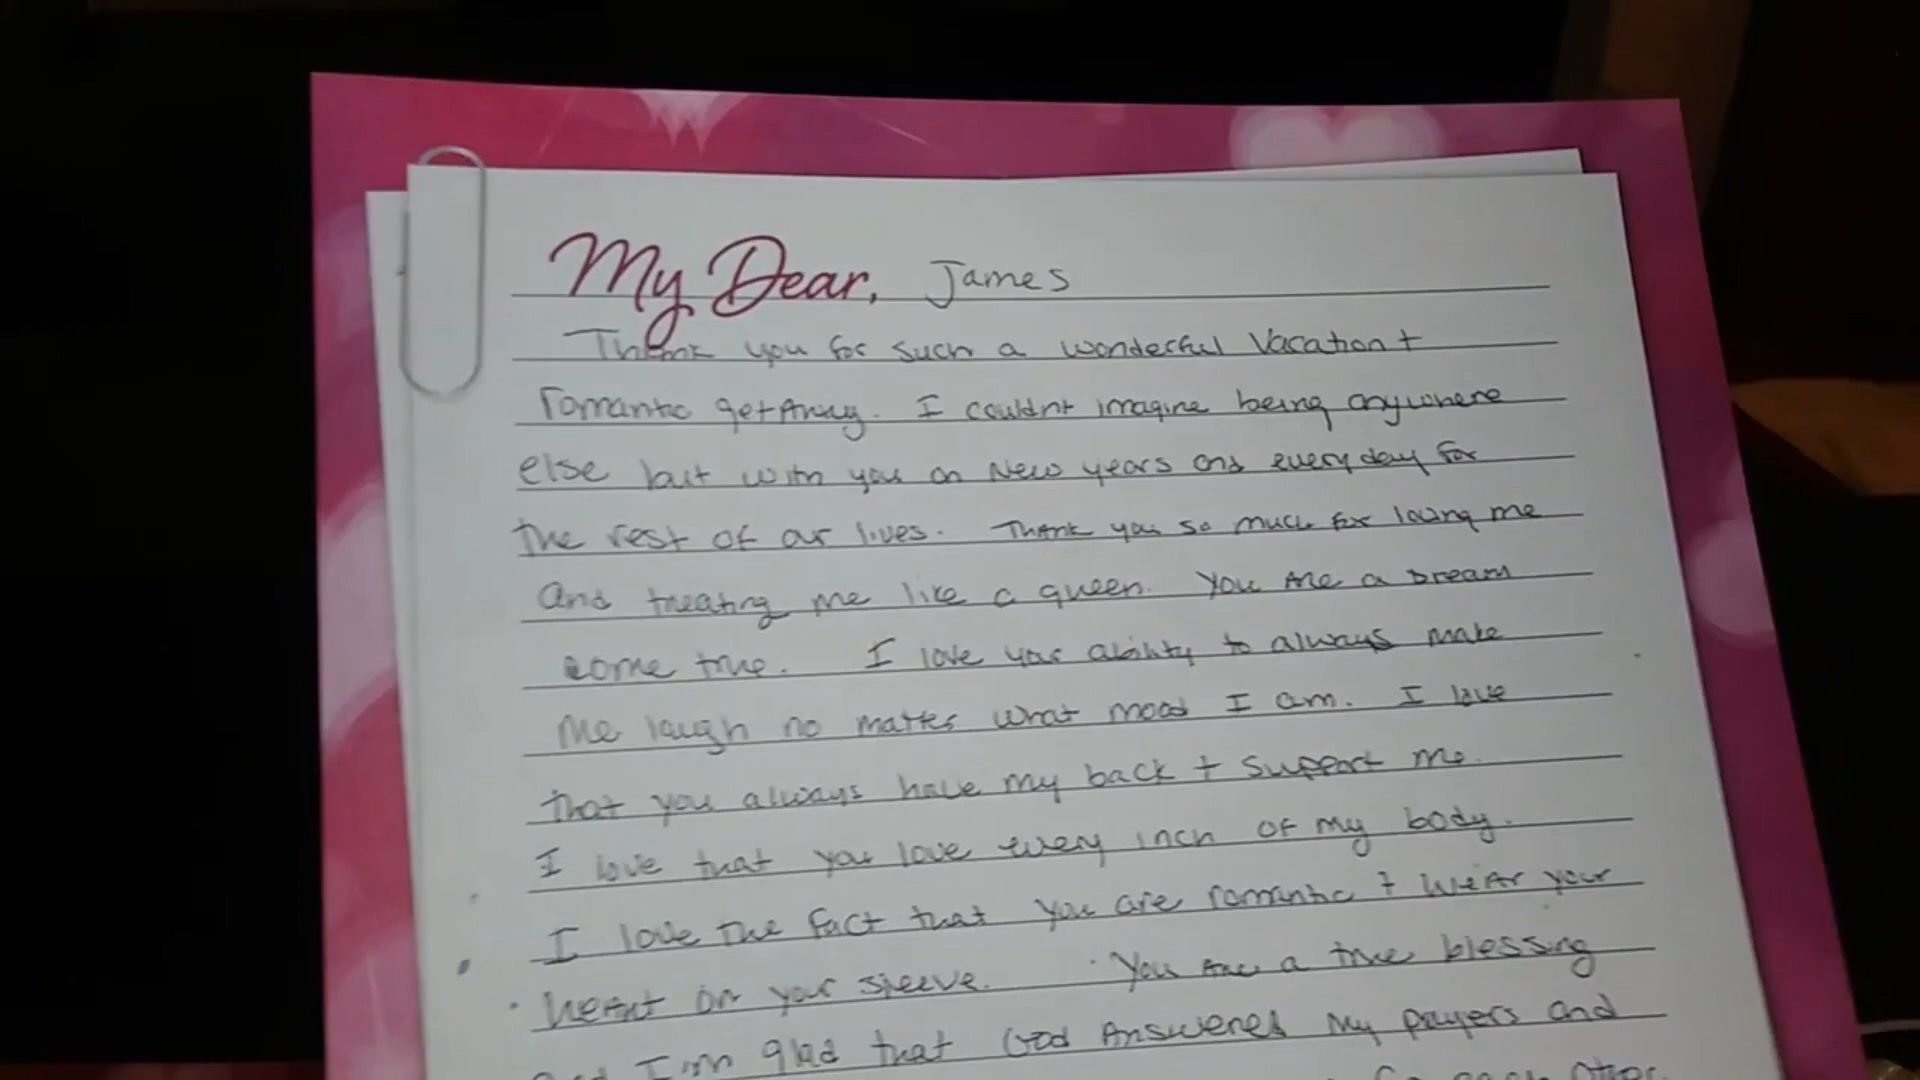 My Dear, James
Thank you for such a wonderful Vacation +
romantic getAway. I couldnt imagine being anywhere
else but with you on New years and every day for
the rest of our lives. Thank you so much for loving me
and treating me like a queen. You Are a Dream
come true. I love your ability to always make
me laugh no matter what mood I am. I love
that you always have my back + support me.
I love that you love every inch of my body.
I love the fact that you are romantic + weAr your
heArt on your sleeve. You Are a true blessing
I'm glad that God Answered My prayers and
each other